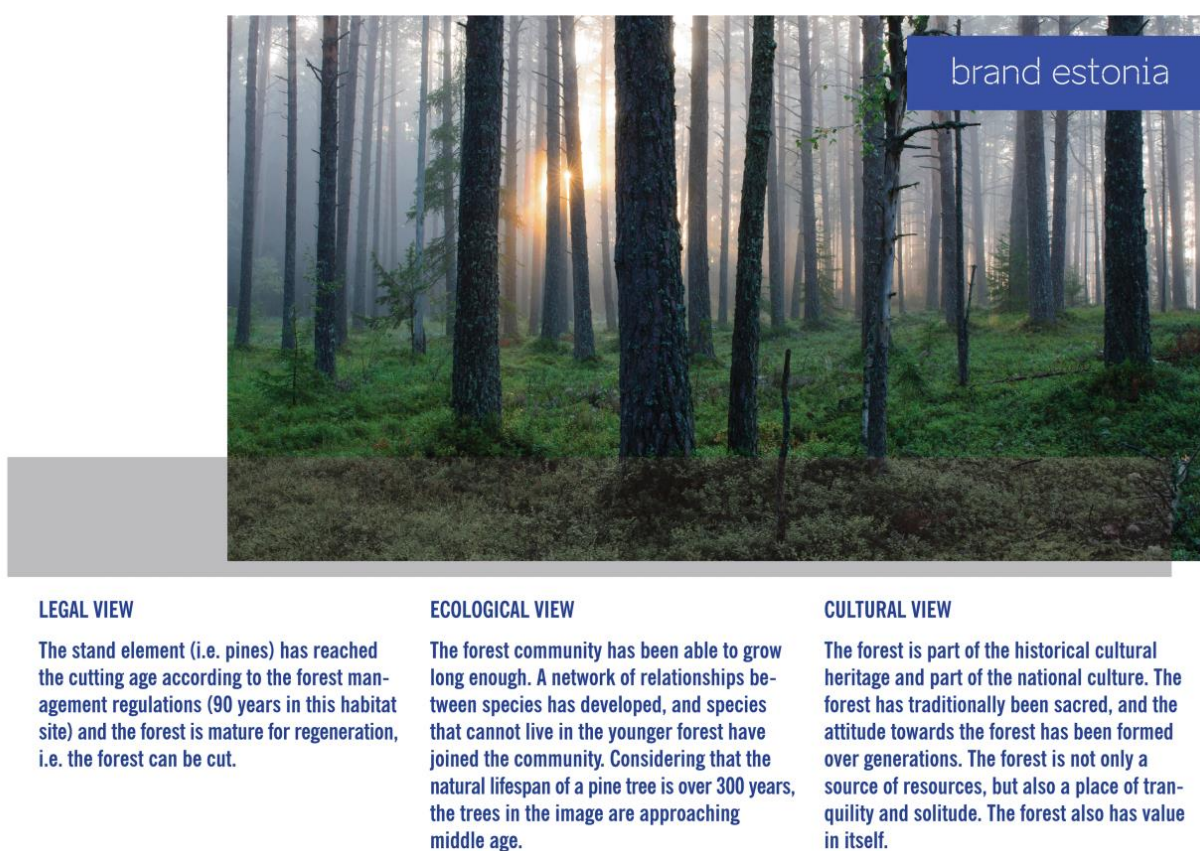 brand estonia
LEGAL VIEW
The stand element (i.e. pines) has reached
the cutting age according to the forest man-
agement regulations (90 years in this habitat
site) and the forest is mature for regeneration,
i.e. the forest can be cut.
ECOLOGICAL VIEW
The forest community has been able to grow
long enough. A network of relationships be-
tween species has developed, and species
that cannot live in the younger forest have
joined the community. Considering that the
natural lifespan of a pine tree is over 300 years,
the trees in the image are approaching
middle age.
CULTURAL VIEW
The forest is part of the historical cultural
heritage and part of the national culture. The
forest has traditionally been sacred, and the
attitude towards the forest has been formed
over generations. The forest is not only a
source of resources, but also a place of tran-
quility and solitude. The forest also has value
in itself.